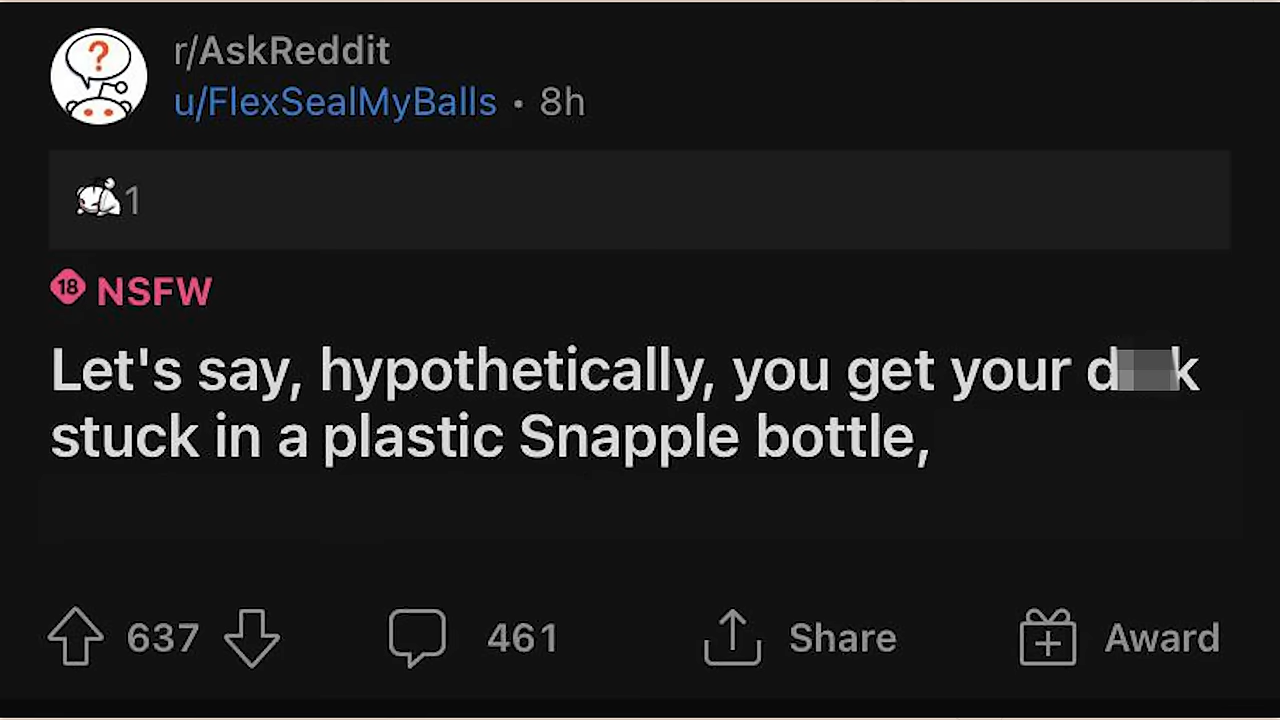 r/AskReddit
u/FlexSealMyBalls • 8h
1
18 NSFW
Let's say, hypothetically, you get your d k
stuck in a plastic Snapple bottle,
637 461 Share Award